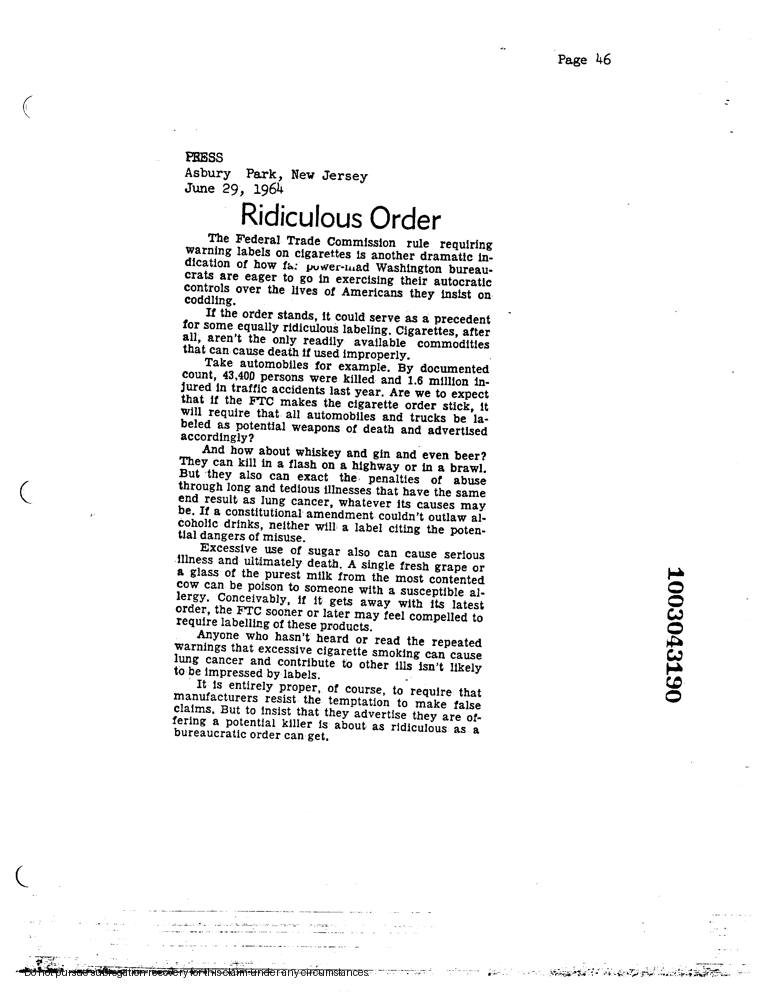 Page 46
PRESS
Asbury Park, New Jersey
June 29, 1964
Ridiculous Order
The Federal Trade Commission rule requiring
warning labels on cigarettes is another dramatic in-
dication of how power-mad Washington bureau-
crats are eager to go in exercising their autocratic
controls over the lives of Americans they insist on
coddling.
If the order stands, it could serve as a precedent
for some equally ridiculous labeling. Cigarettes, after
all, aren't the only readily available commodities
that can cause death if used improperly.
Take automobiles for example. By documented
count, 43,400 persons were killed and 1.6 million in-
jured in traffic accidents last year. Are we to expect
that if the FTC makes the cigarette order stick, it
will require that all automobiles and trucks be la-
beled as potential weapons of death and advertised
accordingly?
And how about whiskey and gin and even beer?
They can kill in a flash on a highway or in a brawl.
But they also can exact the penalties of abuse
through long and tedious illnesses that have the same
end result as lung cancer, whatever its causes may
be. If a constitutional amendment couldn't outlaw al-
coholic drinks, neither will a label citing the poten-
tial dangers of misuse.
Excessive use of sugar also can cause serious
illness and ultimately death. A single fresh grape or
a glass of the purest milk from the most contented
cow can be poison to someone with a susceptible al-
lergy. Conceivably, if it gets away with its latest
order, the FTC sooner or later may feel compelled to
require labelling of these products.
Anyone who hasn't heard or read the repeated
warnings that excessive cigarette smoking can cause
lung cancer and contribute to other ills isn't likely
to be impressed by labels.
It is entirely proper, of course, to require that
manufacturers resist the temptation to make false
claims. But to insist that they advertise they are of-
fering a potential killer is about as ridiculous as a
bureaucratic order can get.
1003043190
Do not pursue subrogation recovery for this claim under any circumstances.